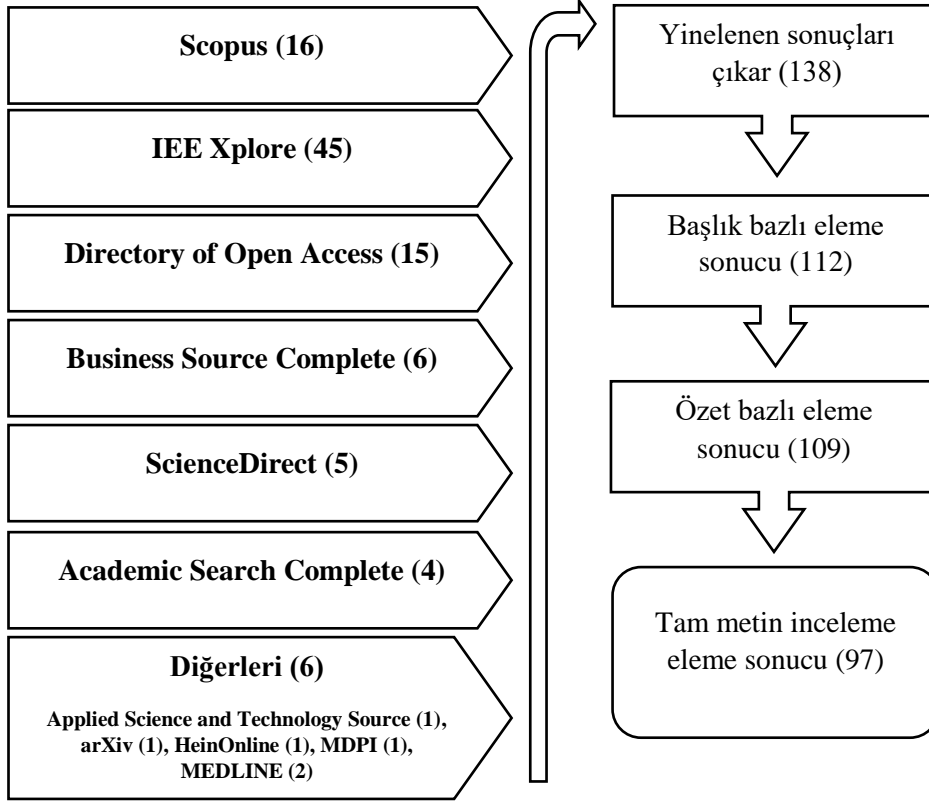 Scopus (16)
IEE Xplore (45)
Directory of Open Access (15)
Business Source Complete (6)
ScienceDirect (5)
Academic Search Complete (4)
Diğerleri (6)
Applied Science and Technology Source (1),
arXiv (1), HeinOnline (1), MDPI (1),
MEDLINE (2)
Yinelenen sonuçları
çıkar (138)
Başlık bazlı eleme
sonucu (112)
Özet bazlı eleme
sonucu (109)
Tam metin inceleme
eleme sonucu (97)